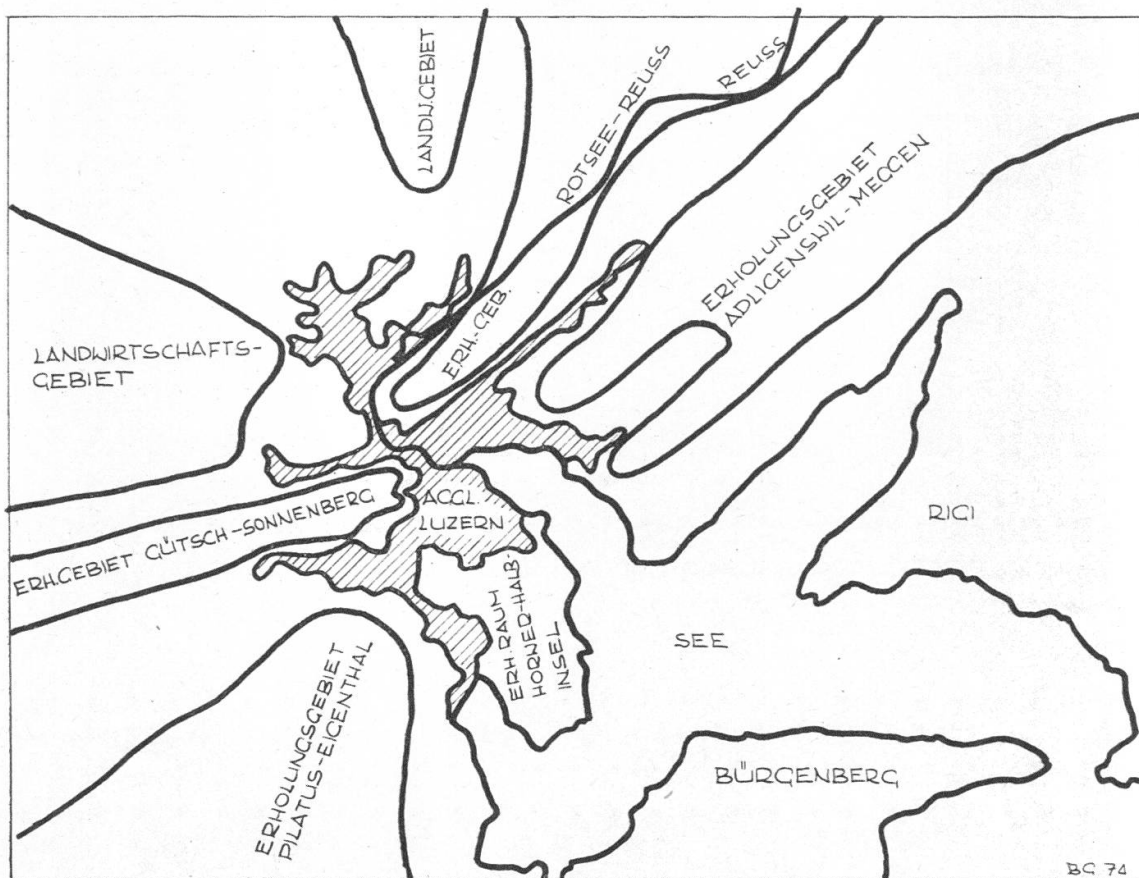 LANDW.GEBIET
ROTSEE-REUSS
REUSS
ERHOLUNGSGEBIET
ADLIGENSWIL-MEGGEN
ERH.GEB.
LANDWIRTSCHAFTS-
GEBIET
ERH.GEBIET GÜTSCH-SONNENBERG
AGGL.
LUZERN
RIGI
ERH.RAUM
HORWER-HALB-
INSEL
SEE
ERHOLUNGSGEBIET
PILATUS-EIGENTHAL
BÜRGENBERG
BG 74